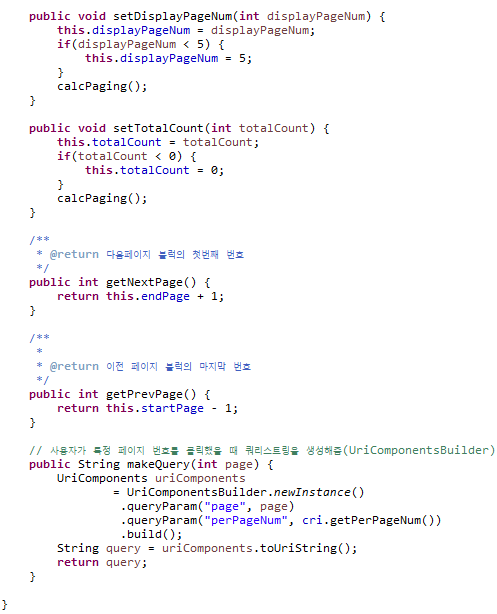 public void setDisplayPageNum(int displayPageNum) {
this.displayPageNum = displayPageNum;
if(displayPageNum < 5) {
this.displayPageNum = 5;
}
calcPaging();
}
public void setTotalCount(int totalCount) {
this.totalCount = totalCount;
if(totalCount < 0) {
this.totalCount = 0;
}
calcPaging();
}
/**
* @return 다음페이지 블럭의 첫번째 번호
*/
public int getNextPage() {
return this.endPage + 1;
}
/**
*
* @return 이전 페이지 블럭의 마지막 번호
*/
public int getPrevPage() {
return this.startPage - 1;
}
// 사용자가 특정 페이지 번호를 클릭했을 때 쿼리스트링을 생성해줌(UriComponentsBuilder)
public String makeQuery(int page) {
UriComponents uriComponents
= UriComponentsBuilder.newInstance()
.queryParam("page", page)
.queryParam("perPageNum", cri.getPerPageNum())
.build();
String query = uriComponents.toUriString();
return query;
}
}